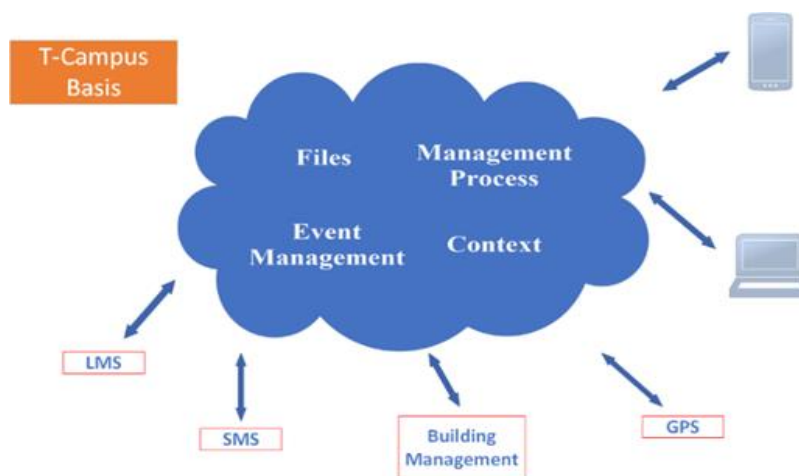 T-Campus
Basis
Files
Management
Process
Event
Management
Context
LMS
SMS
Building
Management
GPS